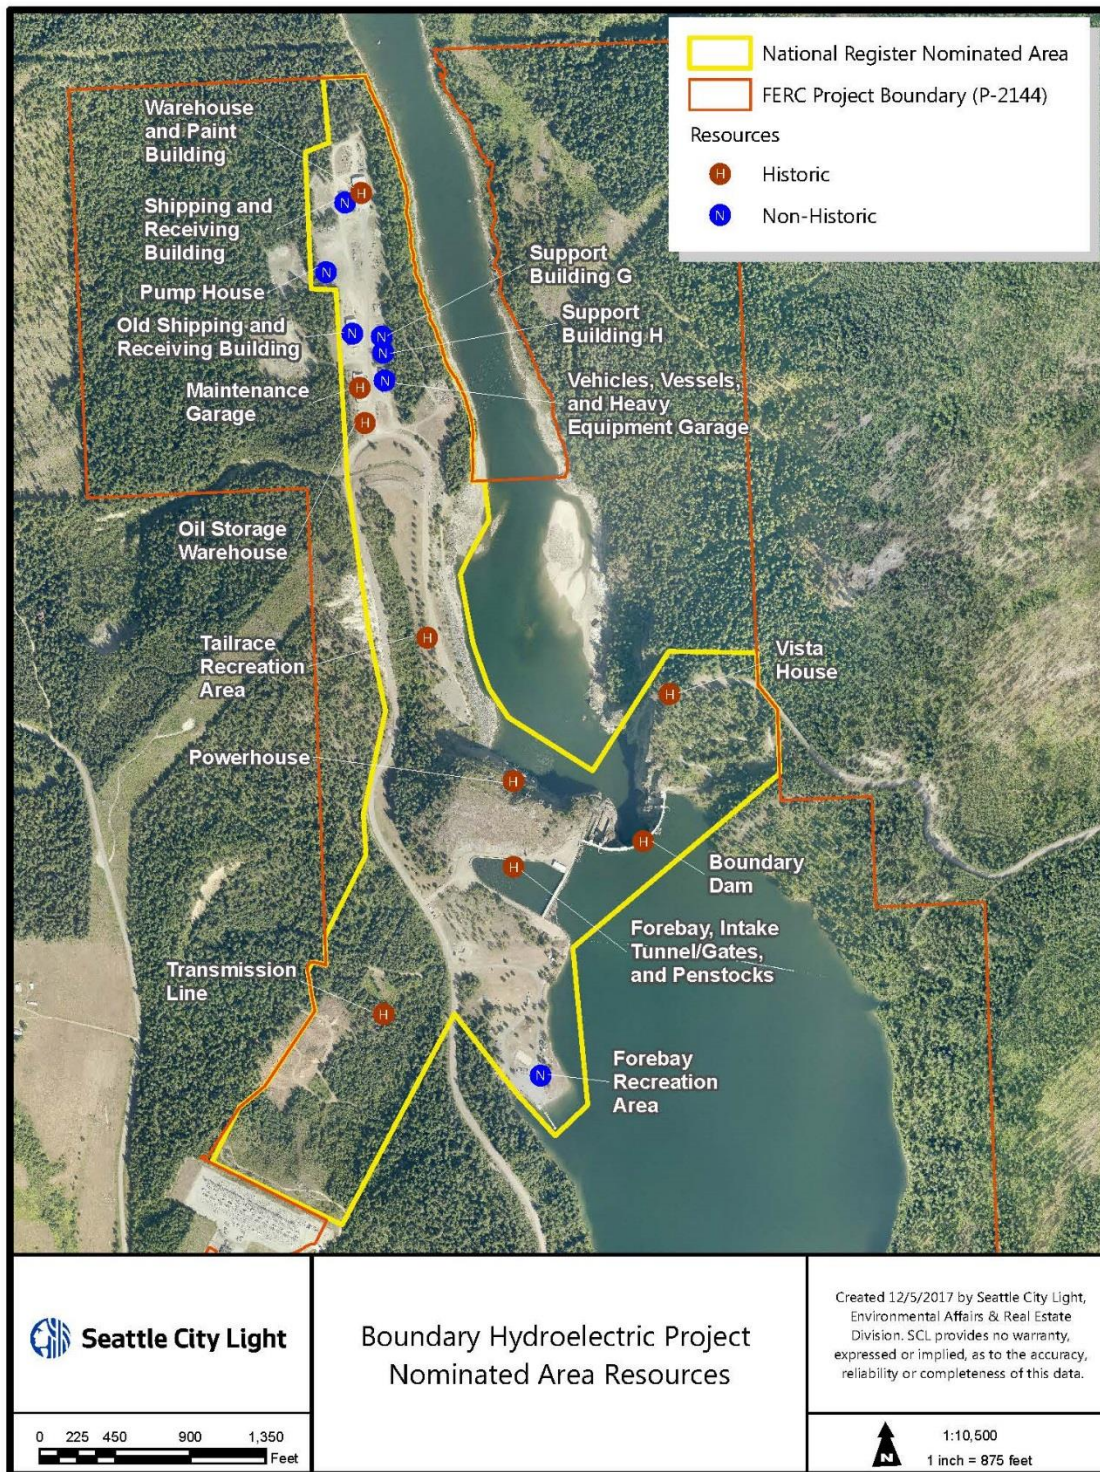 National Register Nominated Area
FERC Project Boundary (P-2144)
Resources
H Historic
N Non-Historic
Warehouse
and Paint
Building
H
N
Shipping and
Receiving
Building
N
Pump House
Support
Building G
Old Shipping and
Receiving Building
N
N
N
Support
Building H
Maintenance
Garage
H
N
Vehicles, Vessels,
and Heavy
Equipment Garage
H
Oil Storage
Warehouse
Tailrace
Recreation
Area
H
Vista
House
H
Powerhouse
H
H
Boundary
Dam
H
Forebay, Intake
Tunnel/Gates,
and Penstocks
Transmission
Line
H
Forebay
Recreation
Area
N
Seattle City Light
0 225 450 900 1,350
Feet
Boundary Hydroelectric Project
Nominated Area Resources
Created 12/5/2017 by Seattle City Light,
Environmental Affairs & Real Estate
Division. SCL provides no warranty,
expressed or implied, as to the accuracy,
reliability or completeness of this data.
N
1:10,500
1 inch = 875 feet